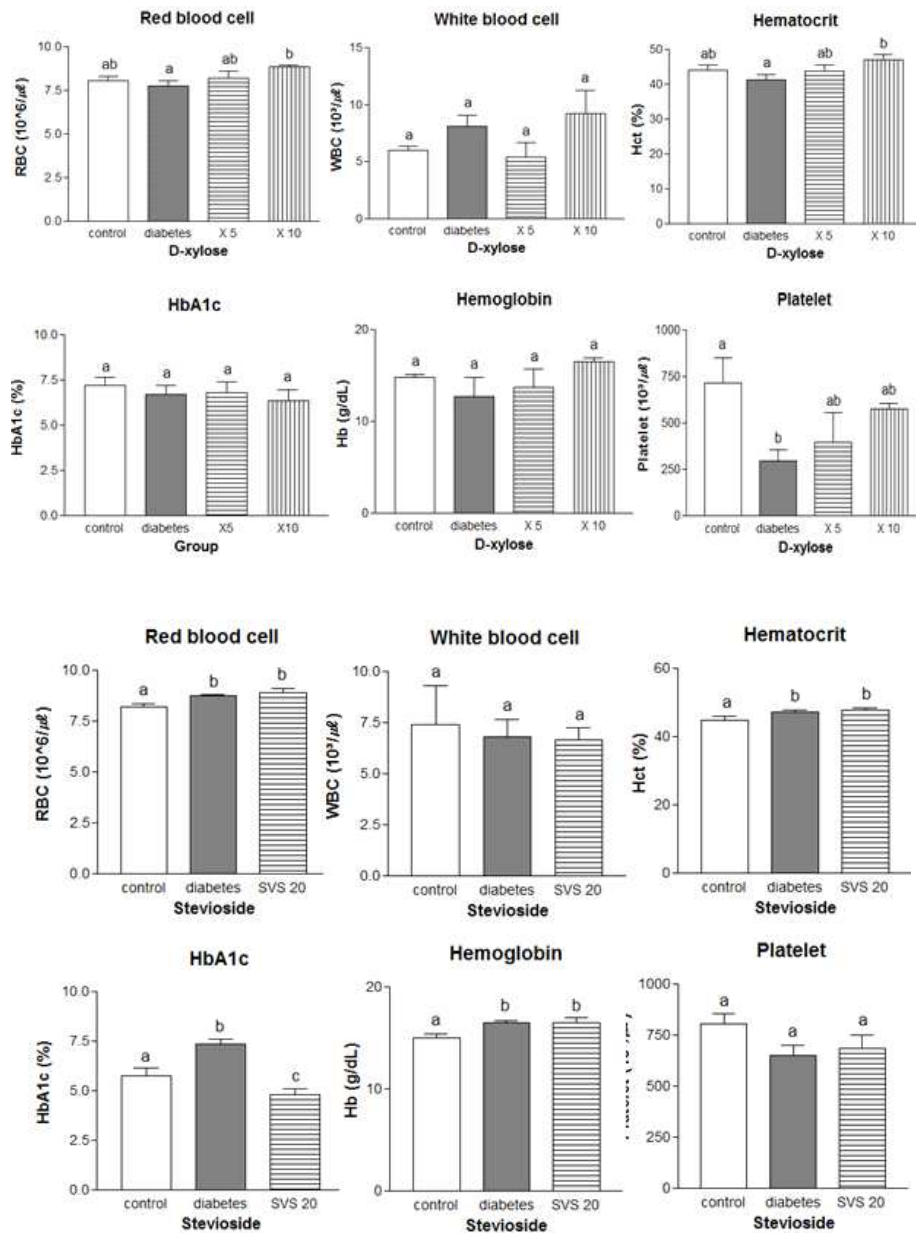 Red blood cell
White blood cell
Hematocrit
RBC (10^6/μℓ)
10.0
7.5
5.0
2.5
0.0
ab
a
ab
b
control diabetes X 5 X 10
D-xylose
WBC (10³/μℓ)
15
10
5
0
a
a
a
a
control diabetes X 5 X 10
D-xylose
Hct (%)
50
40
30
20
10
0
ab
a
ab
b
control diabetes X 5 X 10
D-xylose
HbA1c
Hemoglobin
Platelet
HbA1c (%)
10.0
7.5
5.0
2.5
0.0
a
a
a
a
control diabetes X5 X10
Group
Hb (g/dL)
20
15
10
5
0
a
a
a
a
control diabetes X 5 X 10
D-xylose
Platelet (10³/μℓ)
1000
750
500
250
0
a
b
ab
ab
control diabetes X 5 X 10
D-xylose
Red blood cell
White blood cell
Hematocrit
RBC (10^6/μℓ)
10.0
7.5
5.0
2.5
0.0
a
b
b
control diabetes SVS 20
Stevioside
WBC (10³/μℓ)
10.0
7.5
5.0
2.5
0.0
a
a
a
control diabetes SVS 20
Stevioside
Hct (%)
60
40
20
0
a
b
b
control diabetes SVS 20
Stevioside
HbA1c
Hemoglobin
Platelet
HbA1c (%)
10.0
7.5
5.0
2.5
0.0
a
b
c
control diabetes SVS 20
Stevioside
Hb (g/dL)
20
10
0
a
b
b
control diabetes SVS 20
Stevioside
1000
750
500
250
0
a
a
a
control diabetes SVS 20
Stevioside